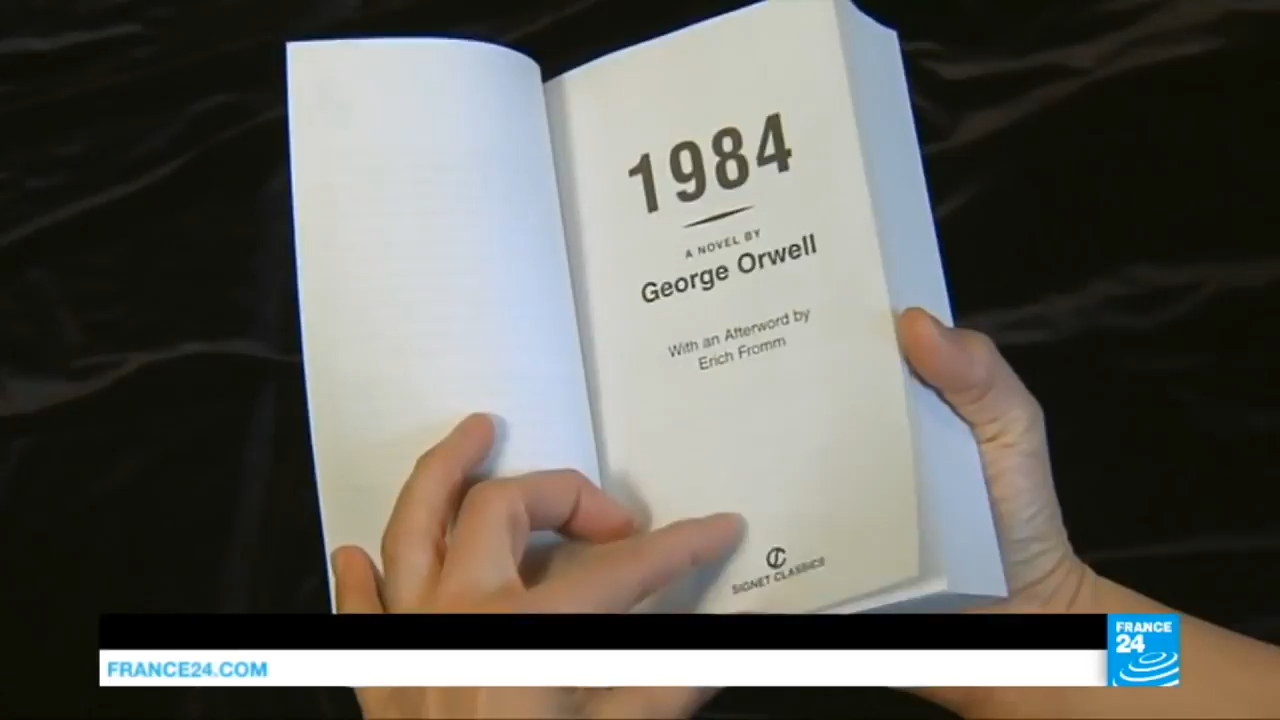 1984
A NOVEL BY
George Orwell
With an Afterword by
Erich Fromm
SIGNET CLASSICS
FRANCE24.COM
FRANCE
24